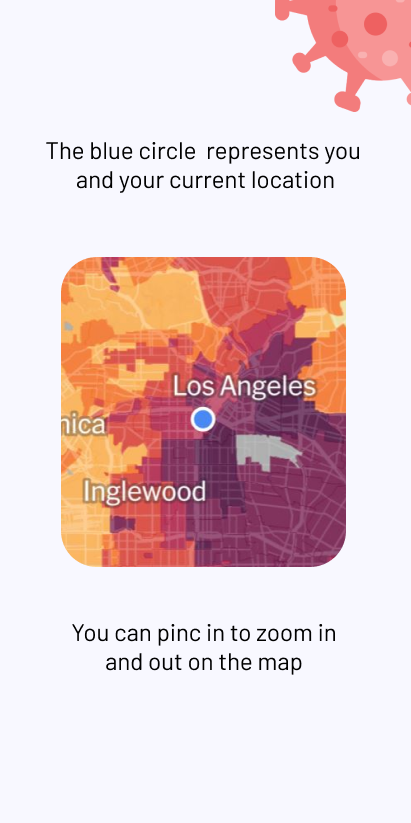 The blue circle  represents you
and your current location
Los Angeles
nica
Inglewood
You can pinc in to zoom in
and out on the map